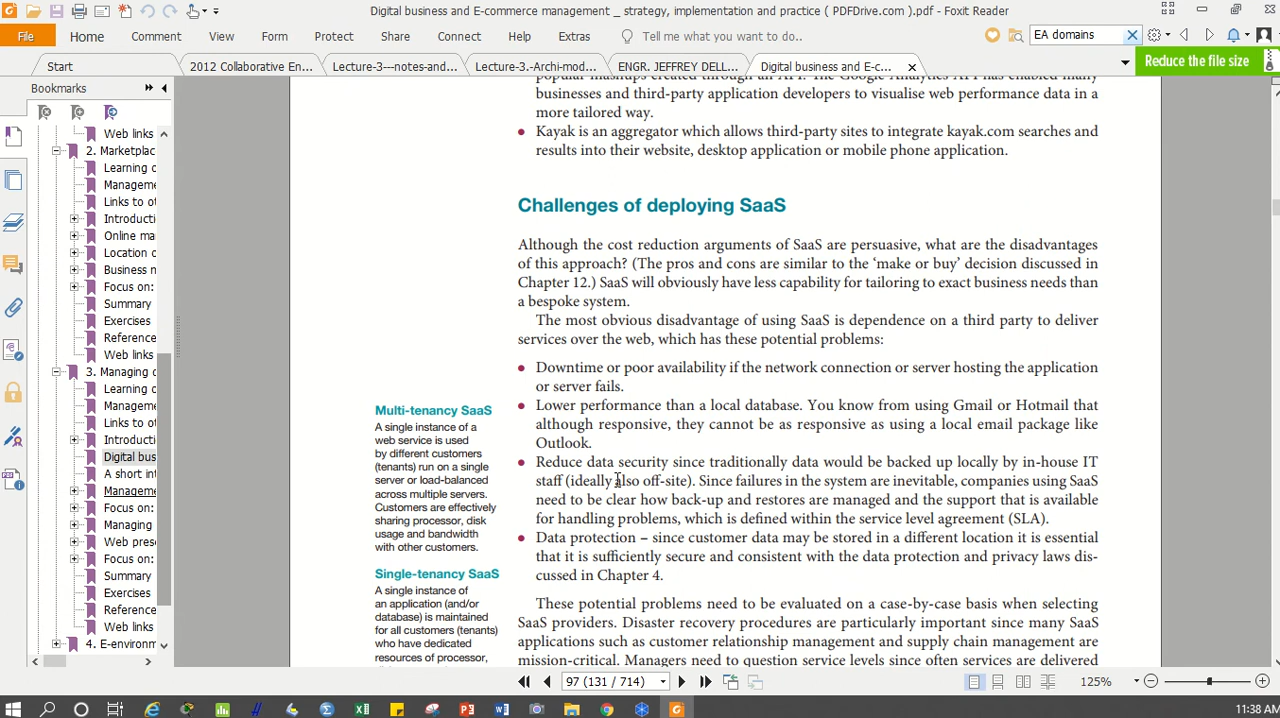 Digital business and E-commerce management _ strategy, implementation and practice ( PDFDrive.com ).pdf - Foxit Reader
File Home Comment View Form Protect Share Connect Help Extras Tell me what you want to do.. EA domains
Start 2012 Collaborative En... Lecture-3---notes-and-i... Lecture-3.-Archi-mod... ENGR. JEFFREY DELL... Digital business and E-c... Reduce the file size
Bookmarks
Web links
2. Marketplac
Learning o
Manageme
Links to ot
Introducti
Online ma
Location o
Business n
Focus on:
Summary
Exercises
Reference
Web links
3. Managing o
Learning o
Manageme
Links to ot
Introductio
Digital bus
A short int
Manageme
Focus on:
Managing
Web prese
Focus on:
Summary
Exercises
Reference
Web links
4. E-environm
popular mashups created through an API. The Google Analytics API has enabled many
businesses and third-party application developers to visualise web performance data in a
more tailored way.
• Kayak is an aggregator which allows third-party sites to integrate kayak.com searches and
results into their website, desktop application or mobile phone application.
Challenges of deploying SaaS
Although the cost reduction arguments of SaaS are persuasive, what are the disadvantages
of this approach? (The pros and cons are similar to the ‘make or buy’ decision discussed in
Chapter 12.) SaaS will obviously have less capability for tailoring to exact business needs than
a bespoke system.
The most obvious disadvantage of using SaaS is dependence on a third party to deliver
services over the web, which has these potential problems:
• Downtime or poor availability if the network connection or server hosting the application
or server fails.
• Lower performance than a local database. You know from using Gmail or Hotmail that
although responsive, they cannot be as responsive as using a local email package like
Outlook.
• Reduce data security since traditionally data would be backed up locally by in-house IT
staff (ideally also off-site). Since failures in the system are inevitable, companies using SaaS
need to be clear how back-up and restores are managed and the support that is available
for handling problems, which is defined within the service level agreement (SLA).
• Data protection – since customer data may be stored in a different location it is essential
that it is sufficiently secure and consistent with the data protection and privacy laws dis-
cussed in Chapter 4.
These potential problems need to be evaluated on a case-by-case basis when selecting
SaaS providers. Disaster recovery procedures are particularly important since many SaaS
applications such as customer relationship management and supply chain management are
mission-critical. Managers need to question service levels since often services are delivered
Multi-tenancy SaaS
A single instance of a
web service is used
by different customers
(tenants) run on a single
server or load-balanced
across multiple servers.
Customers are effectively
sharing processor, disk
usage and bandwidth
with other customers.
Single-tenancy SaaS
A single instance of
an application (and/or
database) is maintained
for all customers (tenants)
who have dedicated
resources of processor,
97 (131 / 714) 125%
11:38 AM